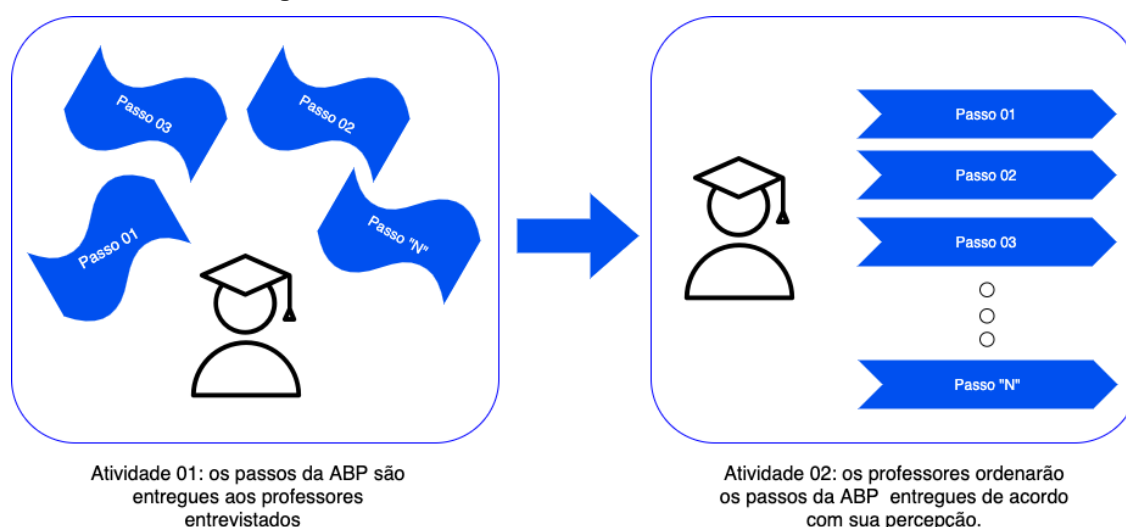 Passo 03
Passo 02
Passo 01
Passo "N"
Passo 01
Passo 02
Passo 03
Passo "N"
Atividade 01: os passos da ABP são
entregues aos professores
entrevistados
Atividade 02: os professores ordenarão
os passos da ABP entregues de acordo
com sua percepção.